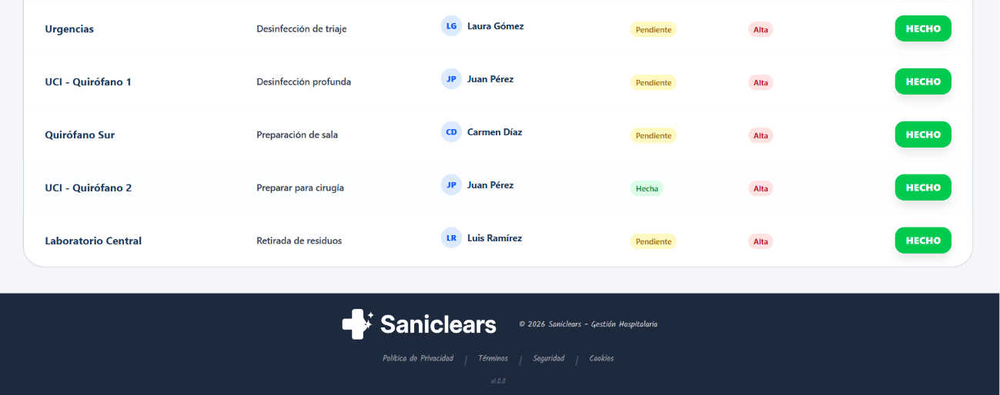 Urgencias Desinfección de triaje LG Laura Gómez Pendiente Alta HECHO
UCI - Quirófano 1 Desinfección profunda JP Juan Pérez Pendiente Alta HECHO
Quirófano Sur Preparación de sala CD Carmen Díaz Pendiente Alta HECHO
UCI - Quirófano 2 Preparar para cirugía JP Juan Pérez Hecha Alta HECHO
Laboratorio Central Retirada de residuos LR Luis Ramírez Pendiente Alta HECHO
Saniclears © 2026 Saniclears - Gestión Hospitalaria
Política de Privacidad / Términos / Seguridad / Cookies
v1.0.0